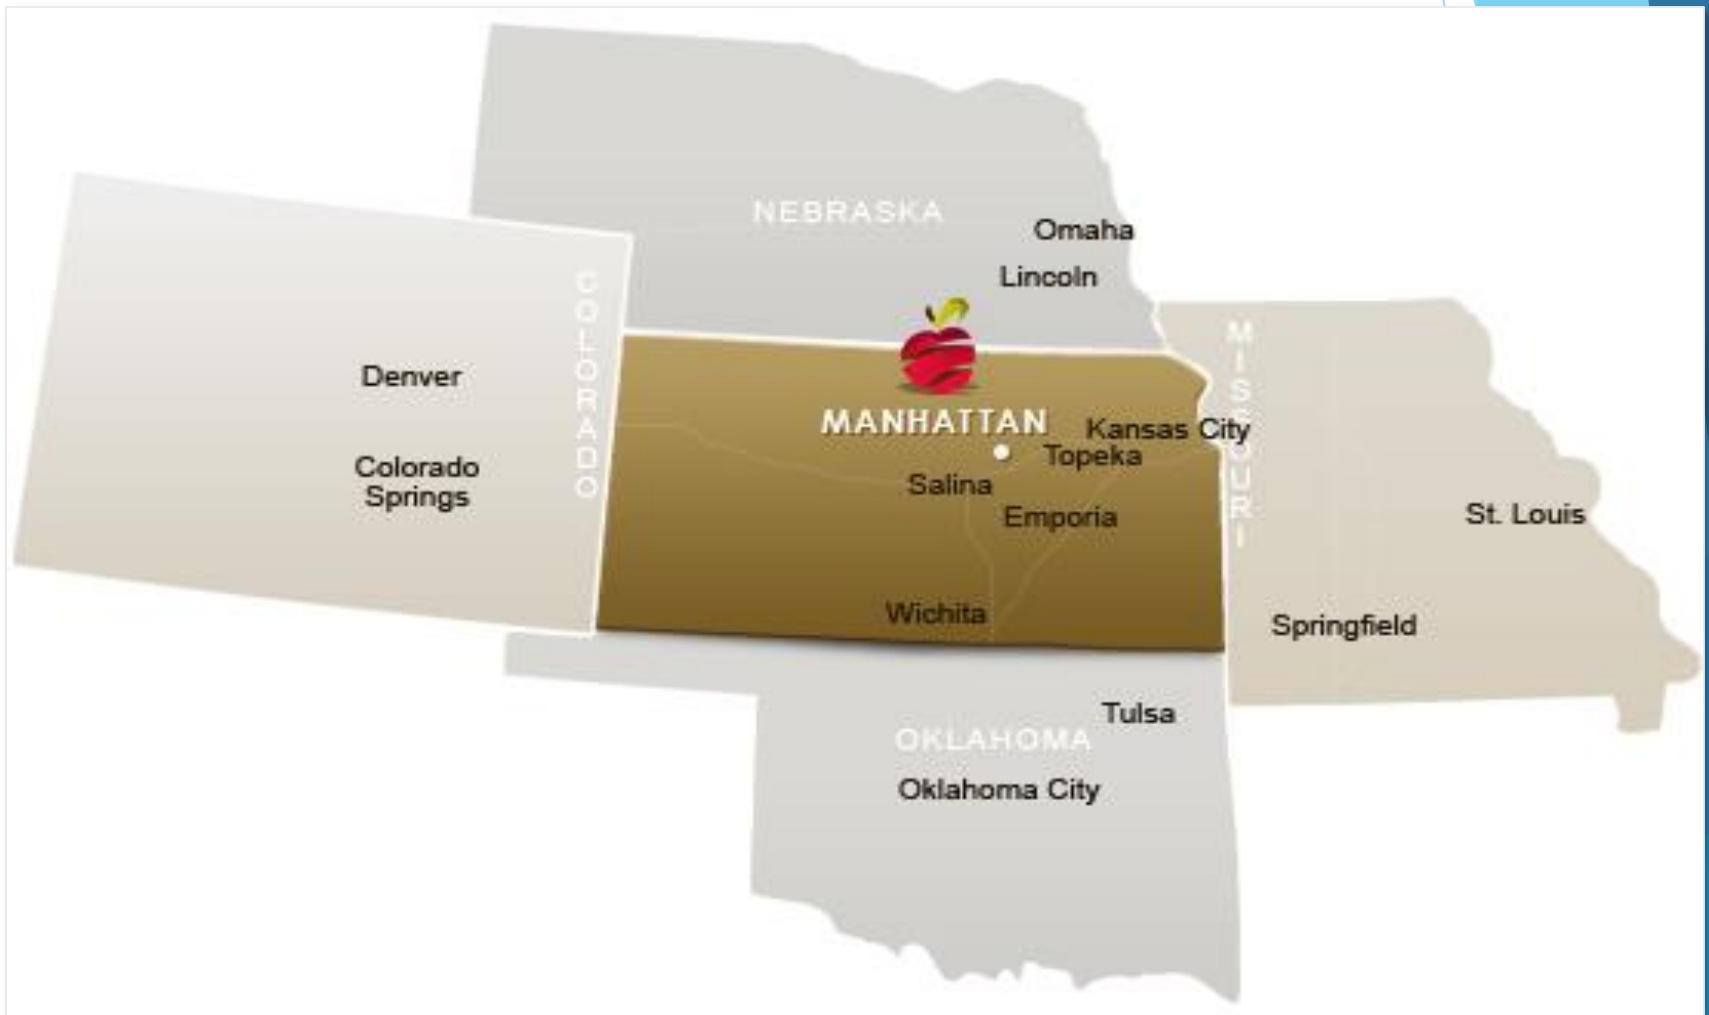 NEBRASKA
Omaha
Lincoln
COLORADO
MISSOURI
Denver
MANHATTAN
Kansas City
Topeka
Colorado
Springs
Salina
Emporia
St. Louis
Wichita
Springfield
Tulsa
OKLAHOMA
Oklahoma City